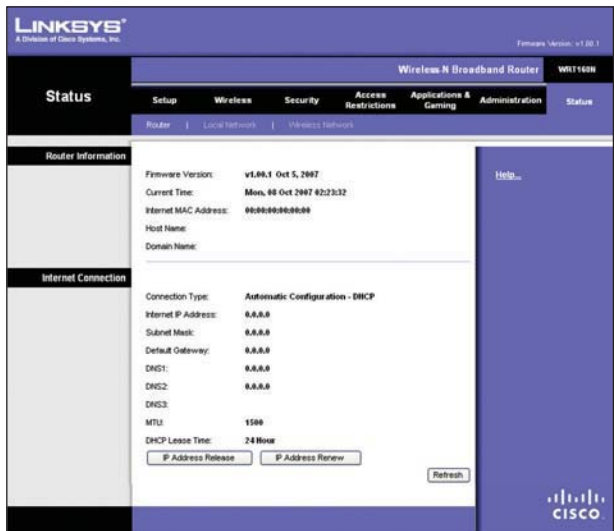 LINKSYS®
A Division of Cisco Systems, Inc.
Firmware Version: v1.00.1
Wireless-N Broadband Router WRT160N
Status
Setup Wireless Security Access Restrictions Applications & Gaming Administration Status
Router | Local Network | Wireless Network
Router Information
Firmware Version: v1.00.1 Oct 5, 2007
Help...
Current Time: Mon, 08 Oct 2007 02:23:32
Internet MAC Address: 00:00:00:00:00:00
Host Name:
Domain Name:
Internet Connection
Connection Type: Automatic Configuration - DHCP
Internet IP Address: 0.0.0.0
Subnet Mask: 0.0.0.0
Default Gateway: 0.0.0.0
DNS1: 0.0.0.0
DNS2: 0.0.0.0
DNS3:
MTU: 1500
DHCP Lease Time: 24 Hour
IP Address Release IP Address Renew
Refresh
CISCO